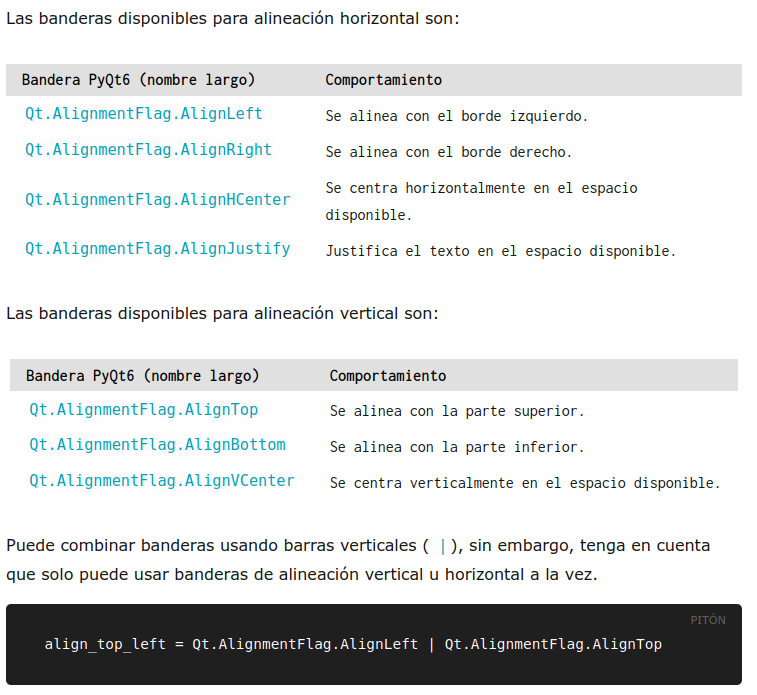 Las banderas disponibles para alineación horizontal son:
Bandera PyQt6 (nombre largo) Comportamiento
Qt.AlignmentFlag.AlignLeft Se alinea con el borde izquierdo.
Qt.AlignmentFlag.AlignRight Se alinea con el borde derecho.
Qt.AlignmentFlag.AlignHCenter Se centra horizontalmente en el espacio
disponible.
Qt.AlignmentFlag.AlignJustify Justifica el texto en el espacio disponible.
Las banderas disponibles para alineación vertical son:
Bandera PyQt6 (nombre largo) Comportamiento
Qt.AlignmentFlag.AlignTop Se alinea con la parte superior.
Qt.AlignmentFlag.AlignBottom Se alinea con la parte inferior.
Qt.AlignmentFlag.AlignVCenter Se centra verticalmente en el espacio disponible.
Puede combinar banderas usando barras verticales ( | ), sin embargo, tenga en cuenta
que solo puede usar banderas de alineación vertical u horizontal a la vez.
PITÓN
align_top_left = Qt.AlignmentFlag.AlignLeft | Qt.AlignmentFlag.AlignTop